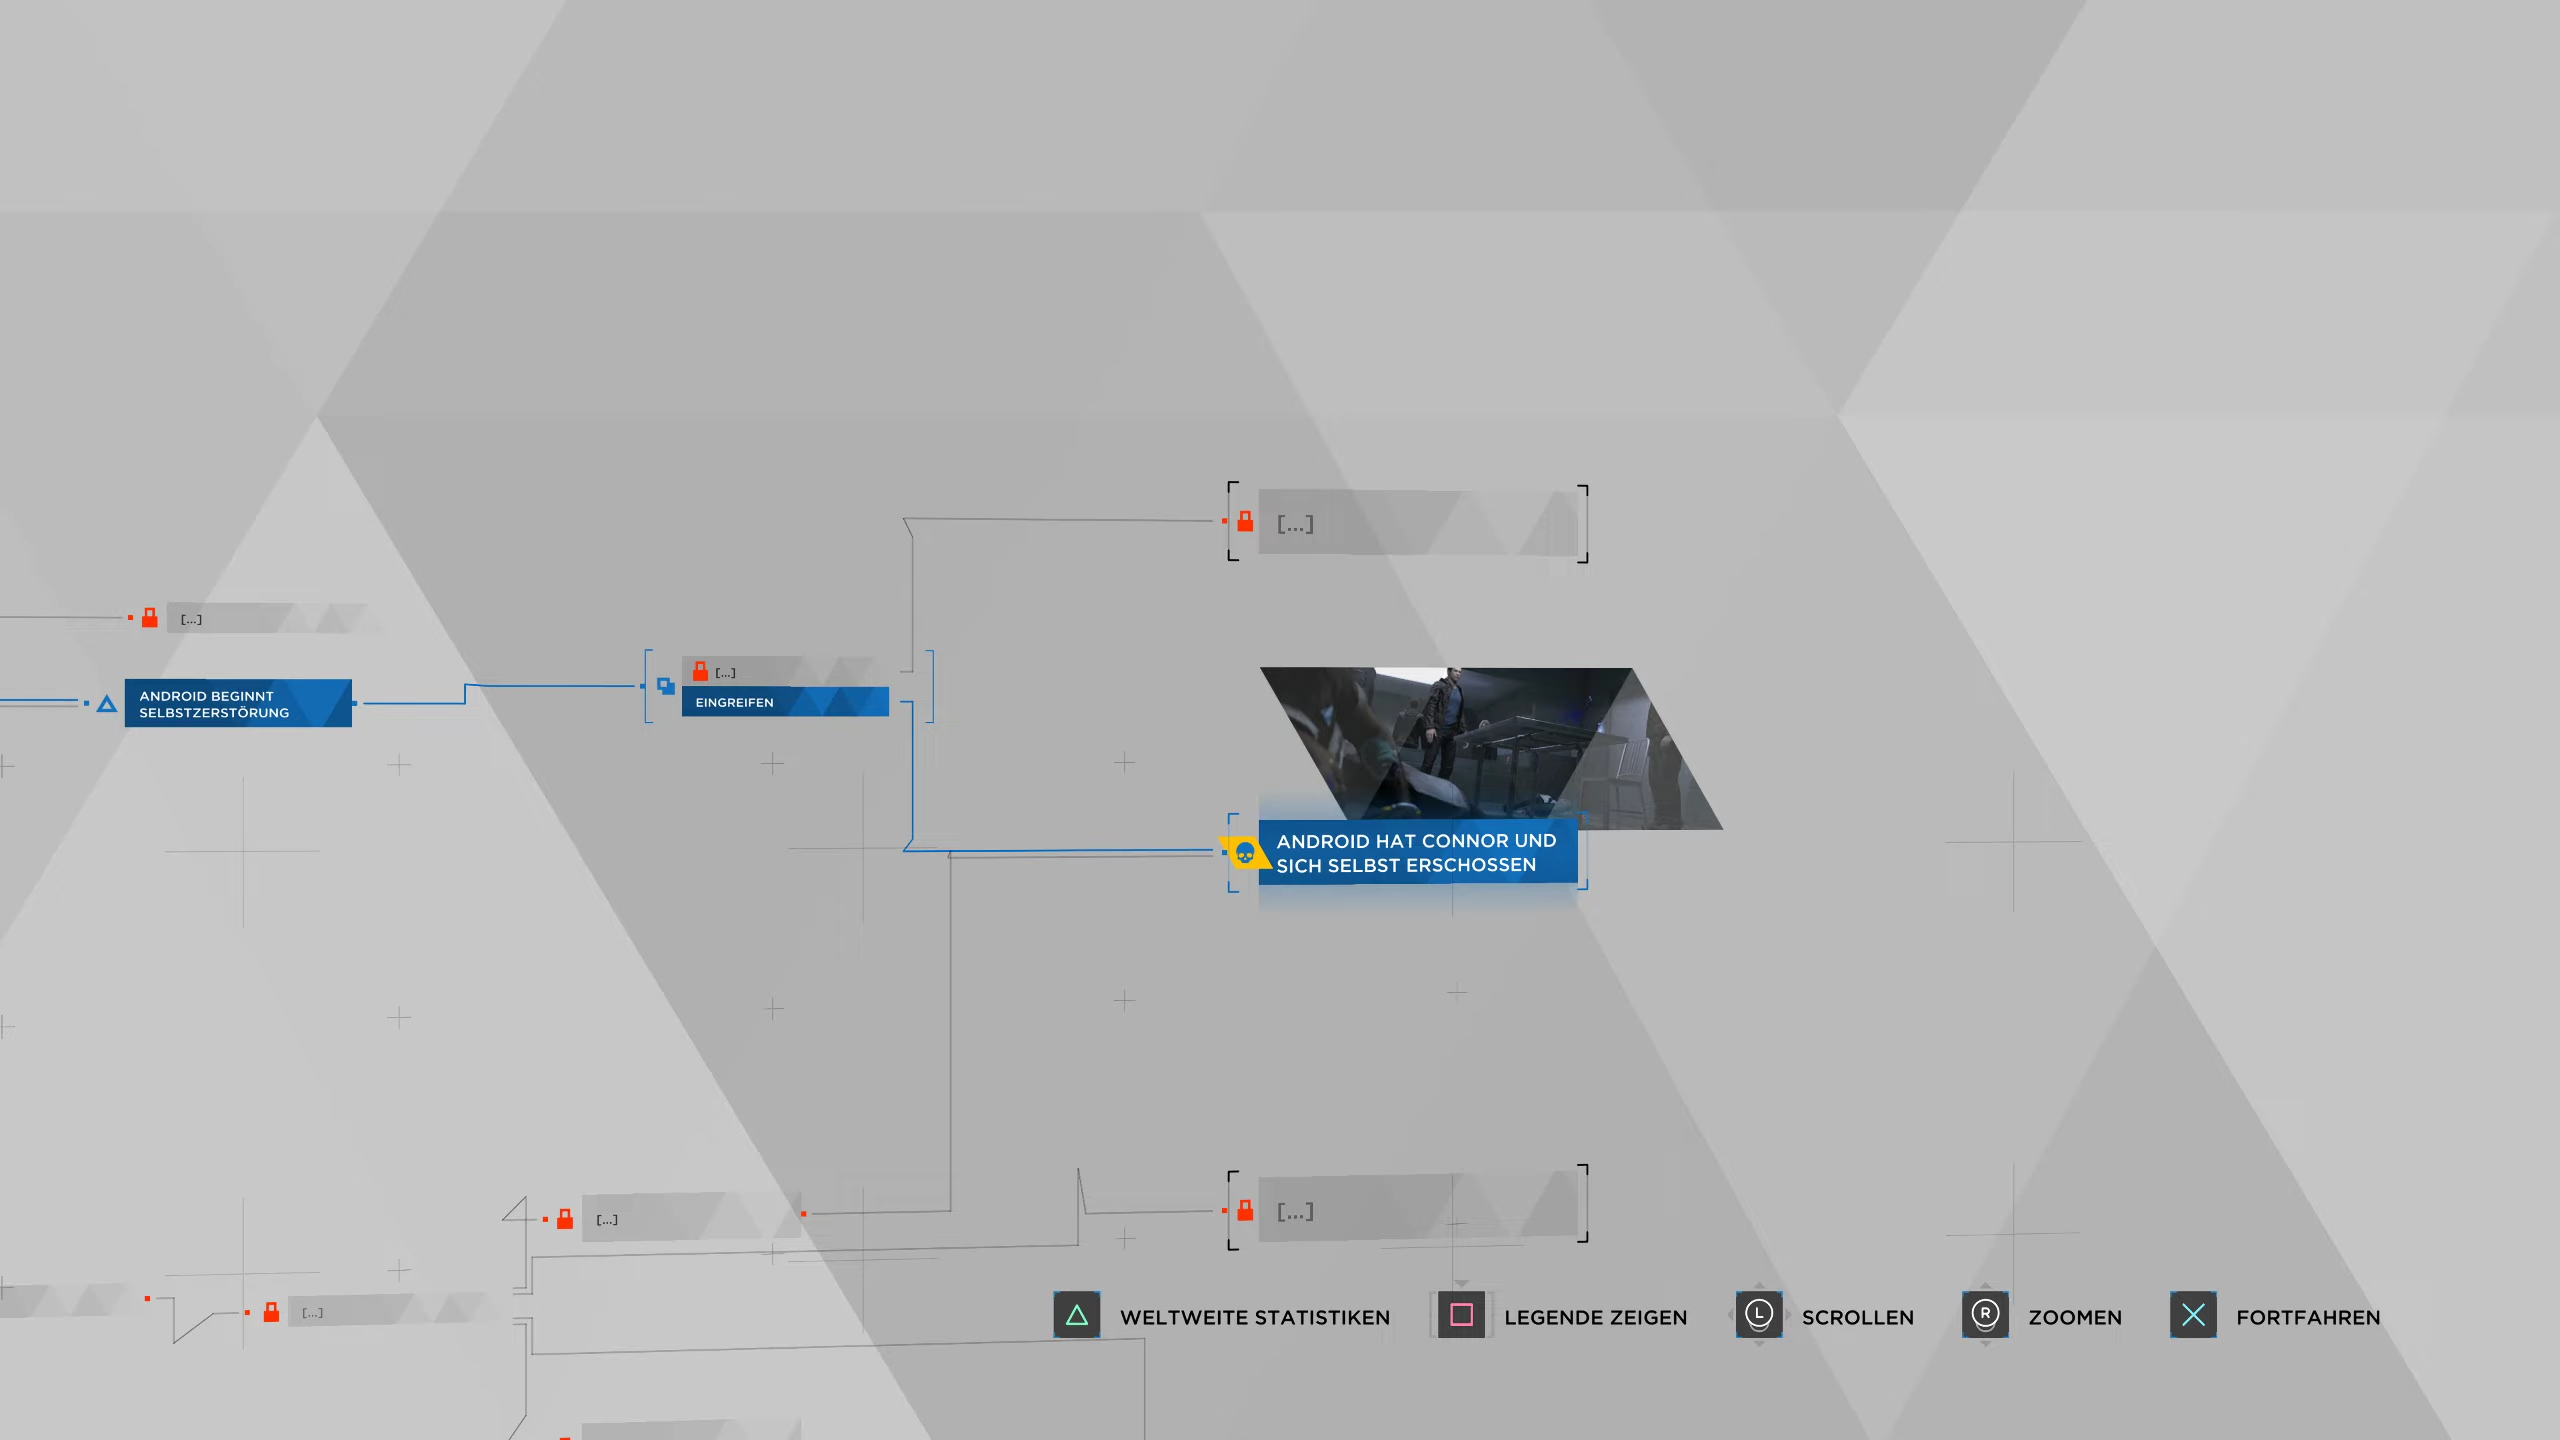 [...]
[...]
[...]
ANDROID BEGINNT
SELBSTZERSTÖRUNG
EINGREIFEN
ANDROID HAT CONNOR UND
SICH SELBST ERSCHOSSEN
[...]
[...]
[...]
WELTWEITE STATISTIKEN
LEGENDE ZEIGEN
L
SCROLLEN
R
ZOOMEN
FORTFAHREN